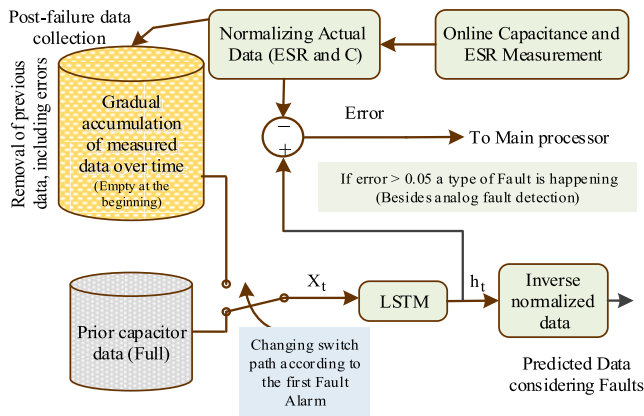 Post-failure data
collection
Normalizing Actual
Data (ESR and C)
Online Capacitance and
ESR Measurement
Removal of previous
data, including errors
Gradual
accumulation
of measured
data over time
(Empty at the
beginning)
−
+
Error
To Main processor
If error > 0.05 a type of Fault is happening
(Besides analog fault detection)
Prior capacitor
data (Full)
Xt
LSTM
ht
Inverse
normalized
data
Changing switch
path according to
the first Fault
Alarm
Predicted Data
considering Faults